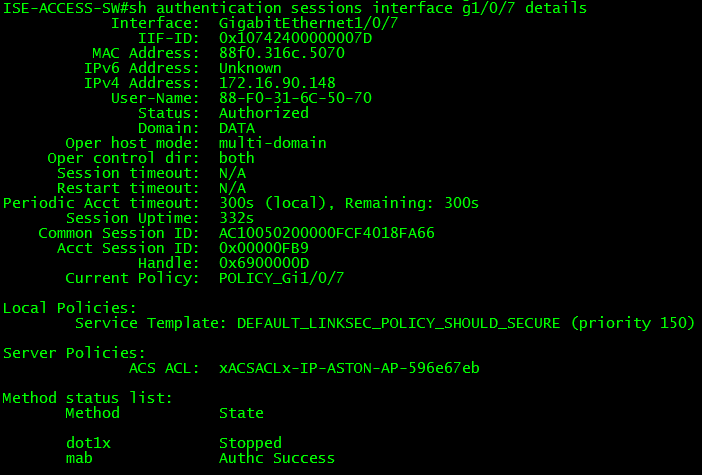 ISE-ACCESS-SW#sh authentication sessions interface g1/0/7 details
Interface: GigabitEthernet1/0/7
IIF-ID: 0x10742400000007D
MAC Address: 88f0.316c.5070
IPv6 Address: Unknown
IPv4 Address: 172.16.90.148
User-Name: 88-F0-31-6C-50-70
Status: Authorized
Domain: DATA
Oper host mode: multi-domain
Oper control dir: both
Session timeout: N/A
Restart timeout: N/A
Periodic Acct timeout: 300s (local), Remaining: 300s
Session Uptime: 332s
Common Session ID: AC10050200000FCF4018FA66
Acct Session ID: 0x00000FB9
Handle: 0x6900000D
Current Policy: POLICY_Gi1/0/7
Local Policies:
Service Template: DEFAULT_LINKSEC_POLICY_SHOULD_SECURE (priority 150)
Server Policies:
ACS ACL: xACSACLx-IP-ASTON-AP-596e67eb
Method status list:
Method State
dot1x Stopped
mab Authc Success